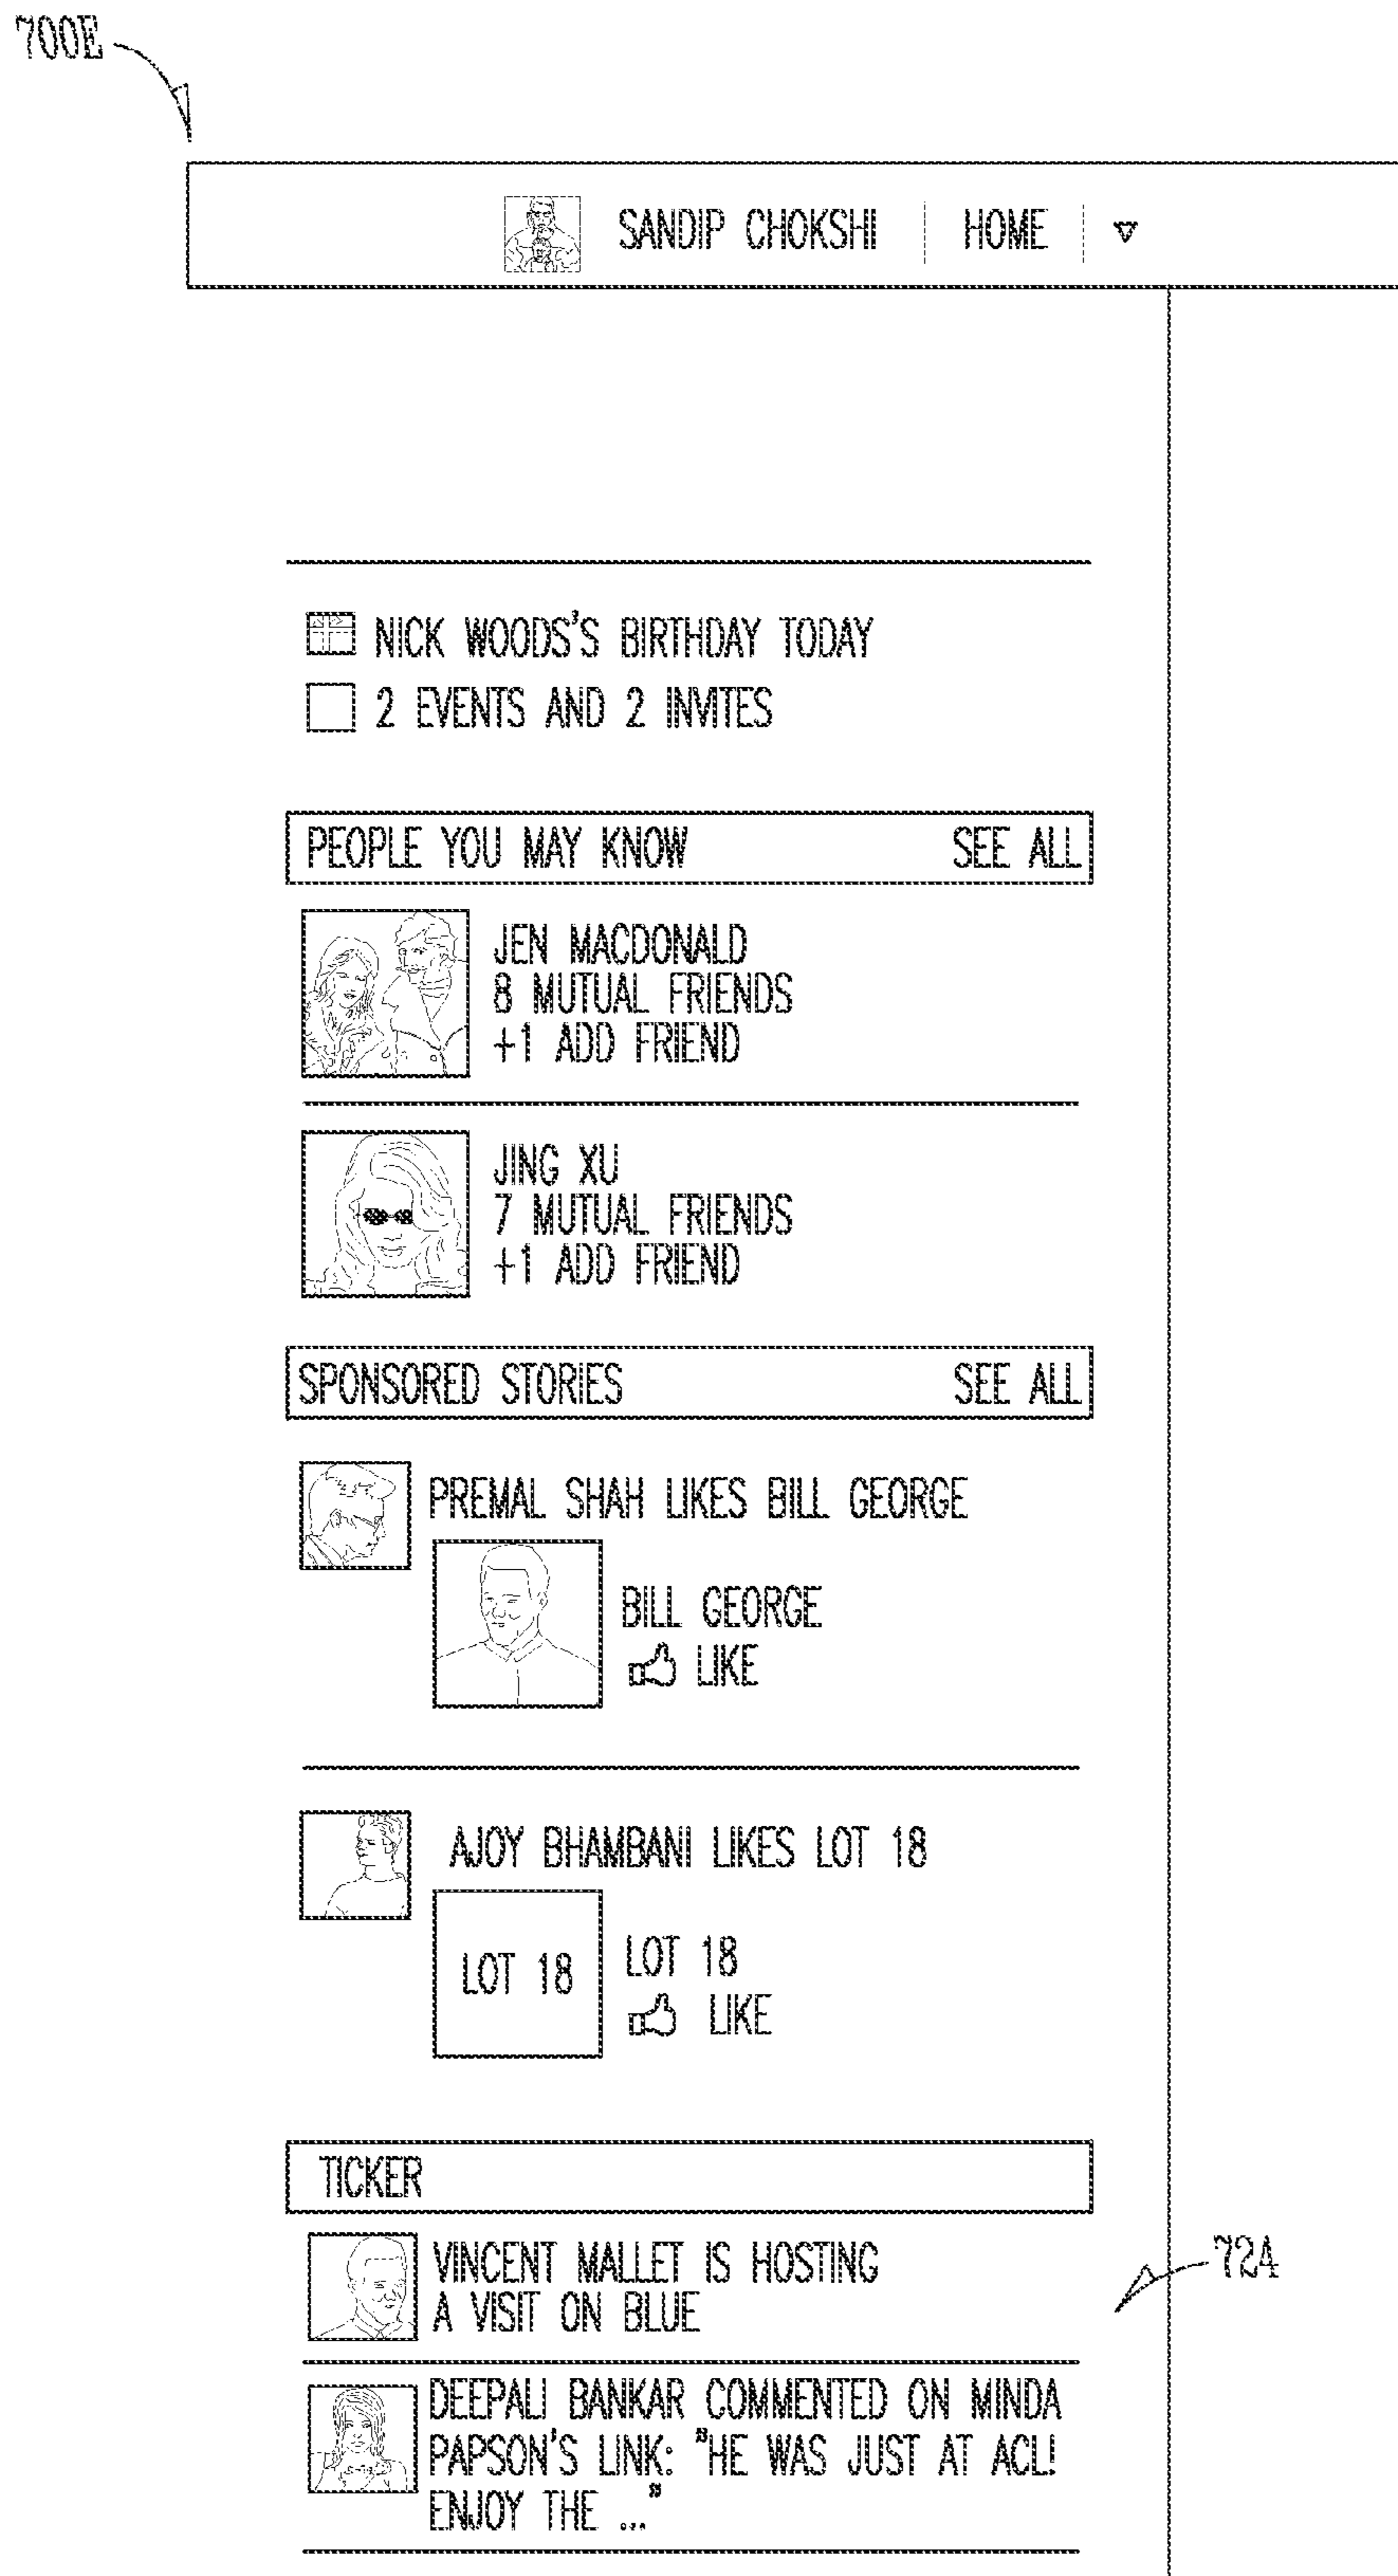 700E
SANDIP CHOKSHI HOME
NICK WOODS'S BIRTHDAY TODAY
2 EVENTS AND 2 INVITES
PEOPLE YOU MAY KNOW SEE ALL
JEN MACDONALD
8 MUTUAL FRIENDS
+1 ADD FRIEND
JING XU
7 MUTUAL FRIENDS
+1 ADD FRIEND
SPONSORED STORIES SEE ALL
PREMAL SHAH LIKES BILL GEORGE
BILL GEORGE
LIKE
AJOY BHAMBANI LIKES LOT 18
LOT 18
LOT 18
LIKE
TICKER
VINCENT MALLET IS HOSTING
A VISIT ON BLUE
724
DEEPALI BANKAR COMMENTED ON MINDA
PAPSON'S LINK: "HE WAS JUST AT ACL!
ENJOY THE ..."